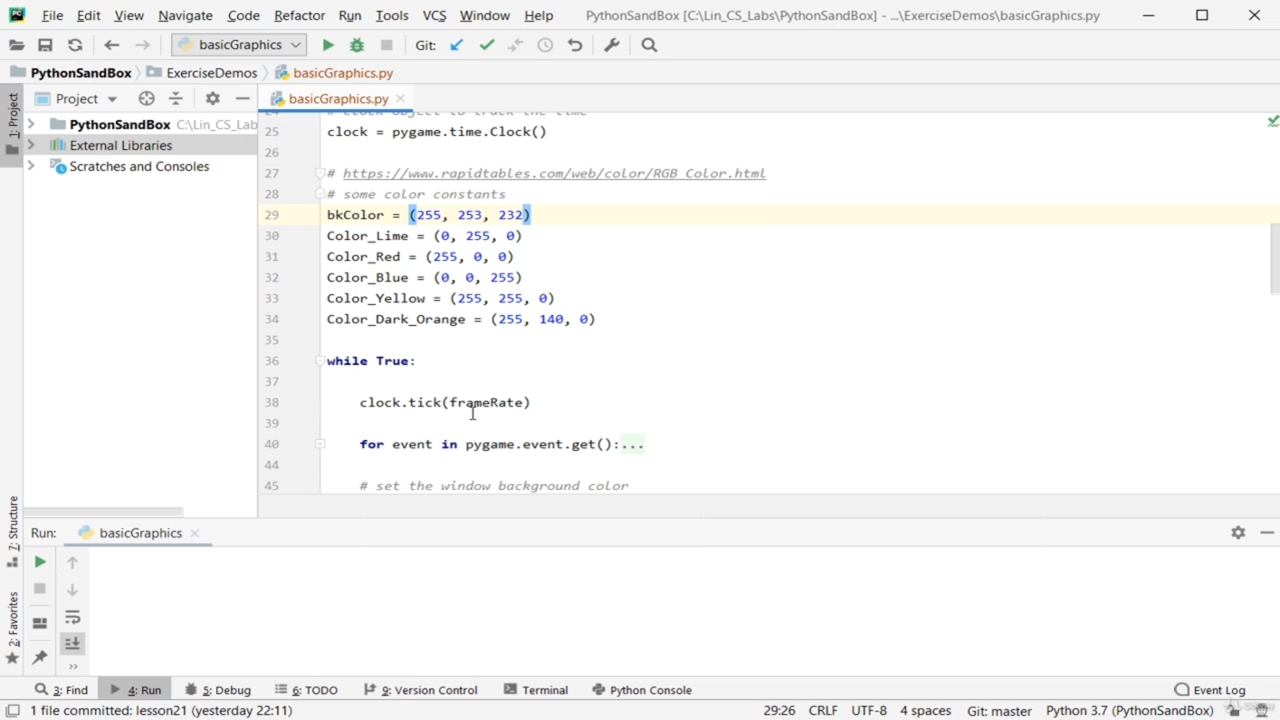 File Edit View Navigate Code Refactor Run Tools VCS Window Help PythonSandBox [C:\Lin_CS_Labs\PythonSandBox] - ...\ExerciseDemos\basicGraphics.py
basicGraphics Git:
PythonSandBox ExerciseDemos basicGraphics.py
1: Project
Project
basicGraphics.py
PythonSandBox C:\Lin_CS_Lab
External Libraries
Scratches and Consoles
24 # clock object to track the time
25 clock = pygame.time.Clock()
26
27 # https://www.rapidtables.com/web/color/RGB_Color.html
28 # some color constants
29 bkColor = (255, 253, 232)
30 Color_Lime = (0, 255, 0)
31 Color_Red = (255, 0, 0)
32 Color_Blue = (0, 0, 255)
33 Color_Yellow = (255, 255, 0)
34 Color_Dark_Orange = (255, 140, 0)
35
36 while True:
37
38 clock.tick(frameRate)
39
40 for event in pygame.event.get():...
44
45 # set the window background color
7: Structure
2: Favorites
Run: basicGraphics
3: Find 4: Run 5: Debug 6: TODO 9: Version Control Terminal Python Console Event Log
1 file committed: lesson21 (yesterday 22:11) 29:26 CRLF UTF-8 4 spaces Git: master Python 3.7 (PythonSandBox)